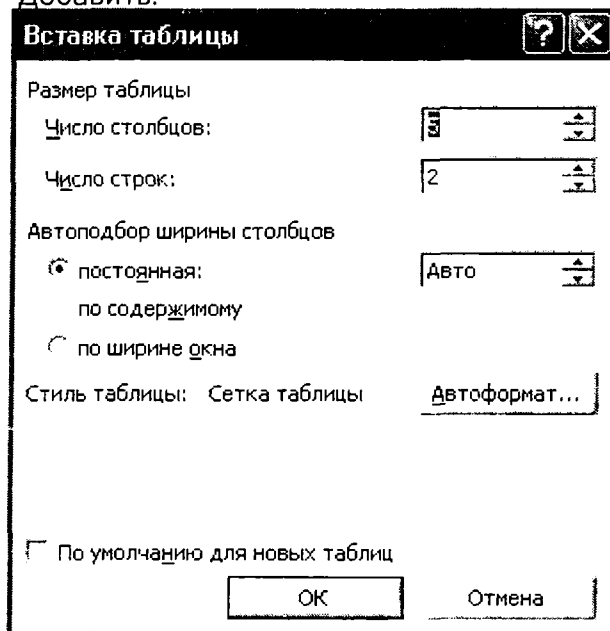 Добавить.
Вставка таблицы
Размер таблицы
Число столбцов:
Число строк: 2
Автоподбор ширины столбцов
постоянная: Авто
по содержимому
по ширине окна
Стиль таблицы: Сетка таблицы Автоформат...
По умолчанию для новых таблиц
ОК Отмена